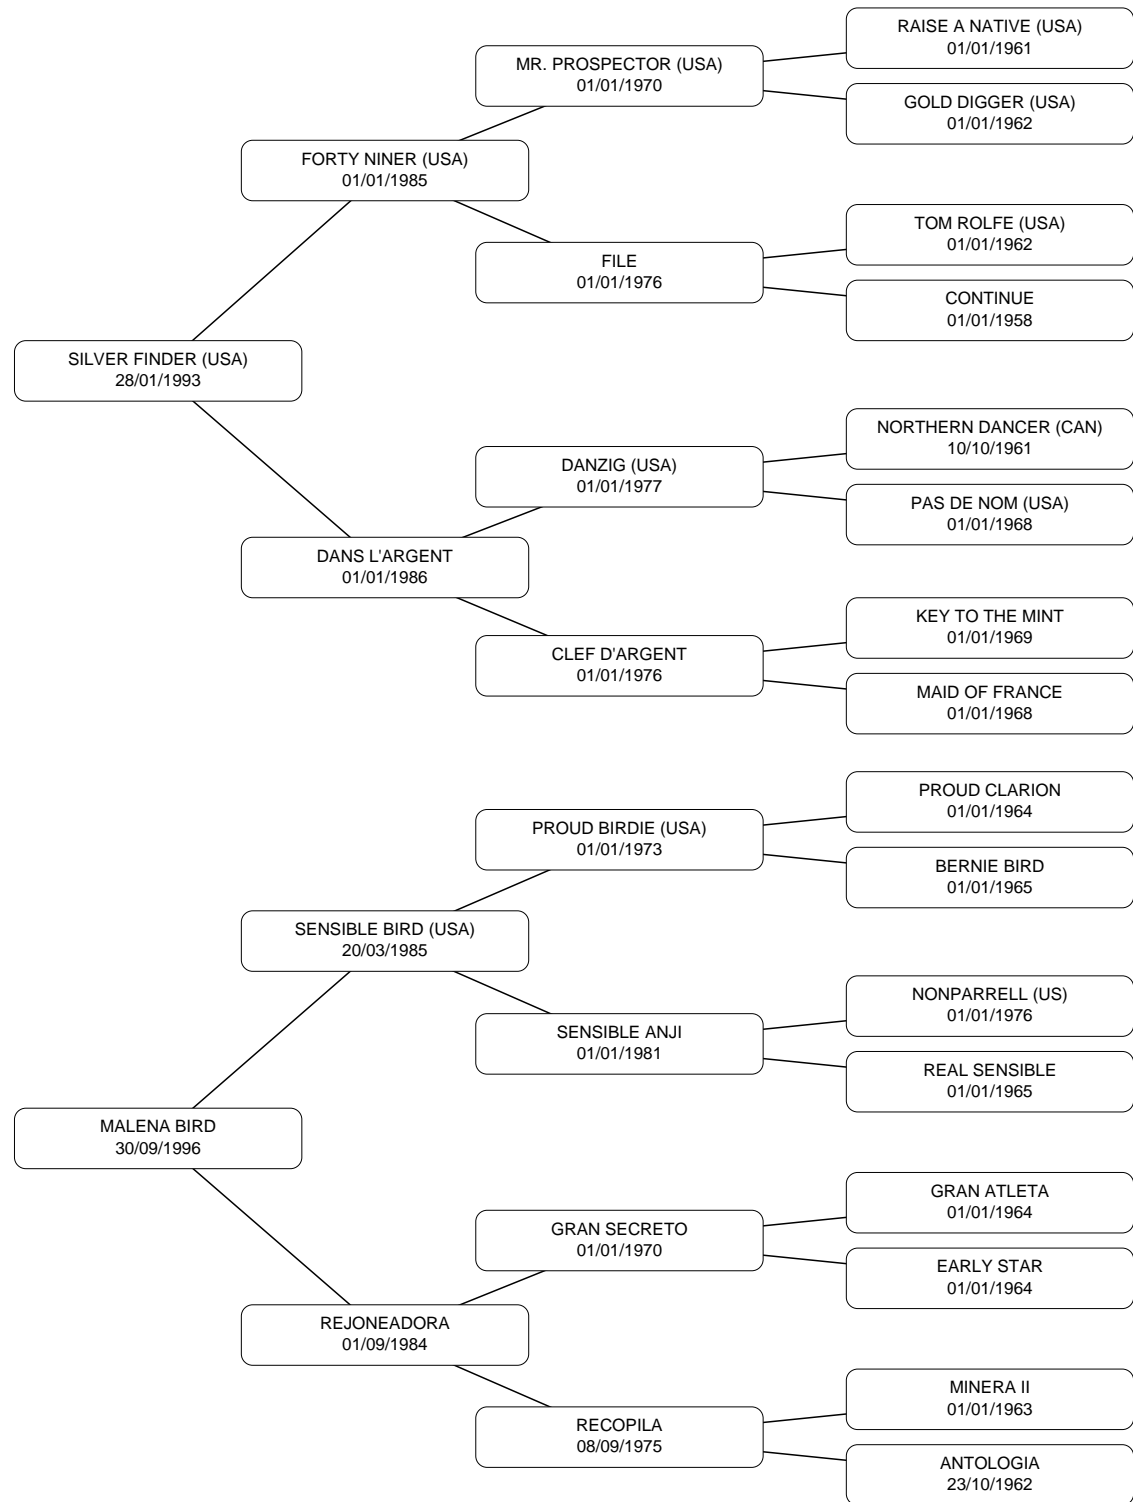 RAISE A NATIVE (USA)
01/01/1961
MR. PROSPECTOR (USA)
01/01/1970
GOLD DIGGER (USA)
01/01/1962
FORTY NINER (USA)
01/01/1985
TOM ROLFE (USA)
01/01/1962
FILE
01/01/1976
CONTINUE
01/01/1958
SILVER FINDER (USA)
28/01/1993
NORTHERN DANCER (CAN)
10/10/1961
DANZIG (USA)
01/01/1977
PAS DE NOM (USA)
01/01/1968
DANS L'ARGENT
01/01/1986
KEY TO THE MINT
01/01/1969
CLEF D'ARGENT
01/01/1976
MAID OF FRANCE
01/01/1968
PROUD CLARION
01/01/1964
PROUD BIRDIE (USA)
01/01/1973
BERNIE BIRD
01/01/1965
SENSIBLE BIRD (USA)
20/03/1985
NONPARRELL (US)
01/01/1976
SENSIBLE ANJI
01/01/1981
REAL SENSIBLE
01/01/1965
MALENA BIRD
30/09/1996
GRAN ATLETA
01/01/1964
GRAN SECRETO
01/01/1970
EARLY STAR
01/01/1964
REJONEADORA
01/09/1984
MINERA II
01/01/1963
RECOPILA
08/09/1975
ANTOLOGIA
23/10/1962